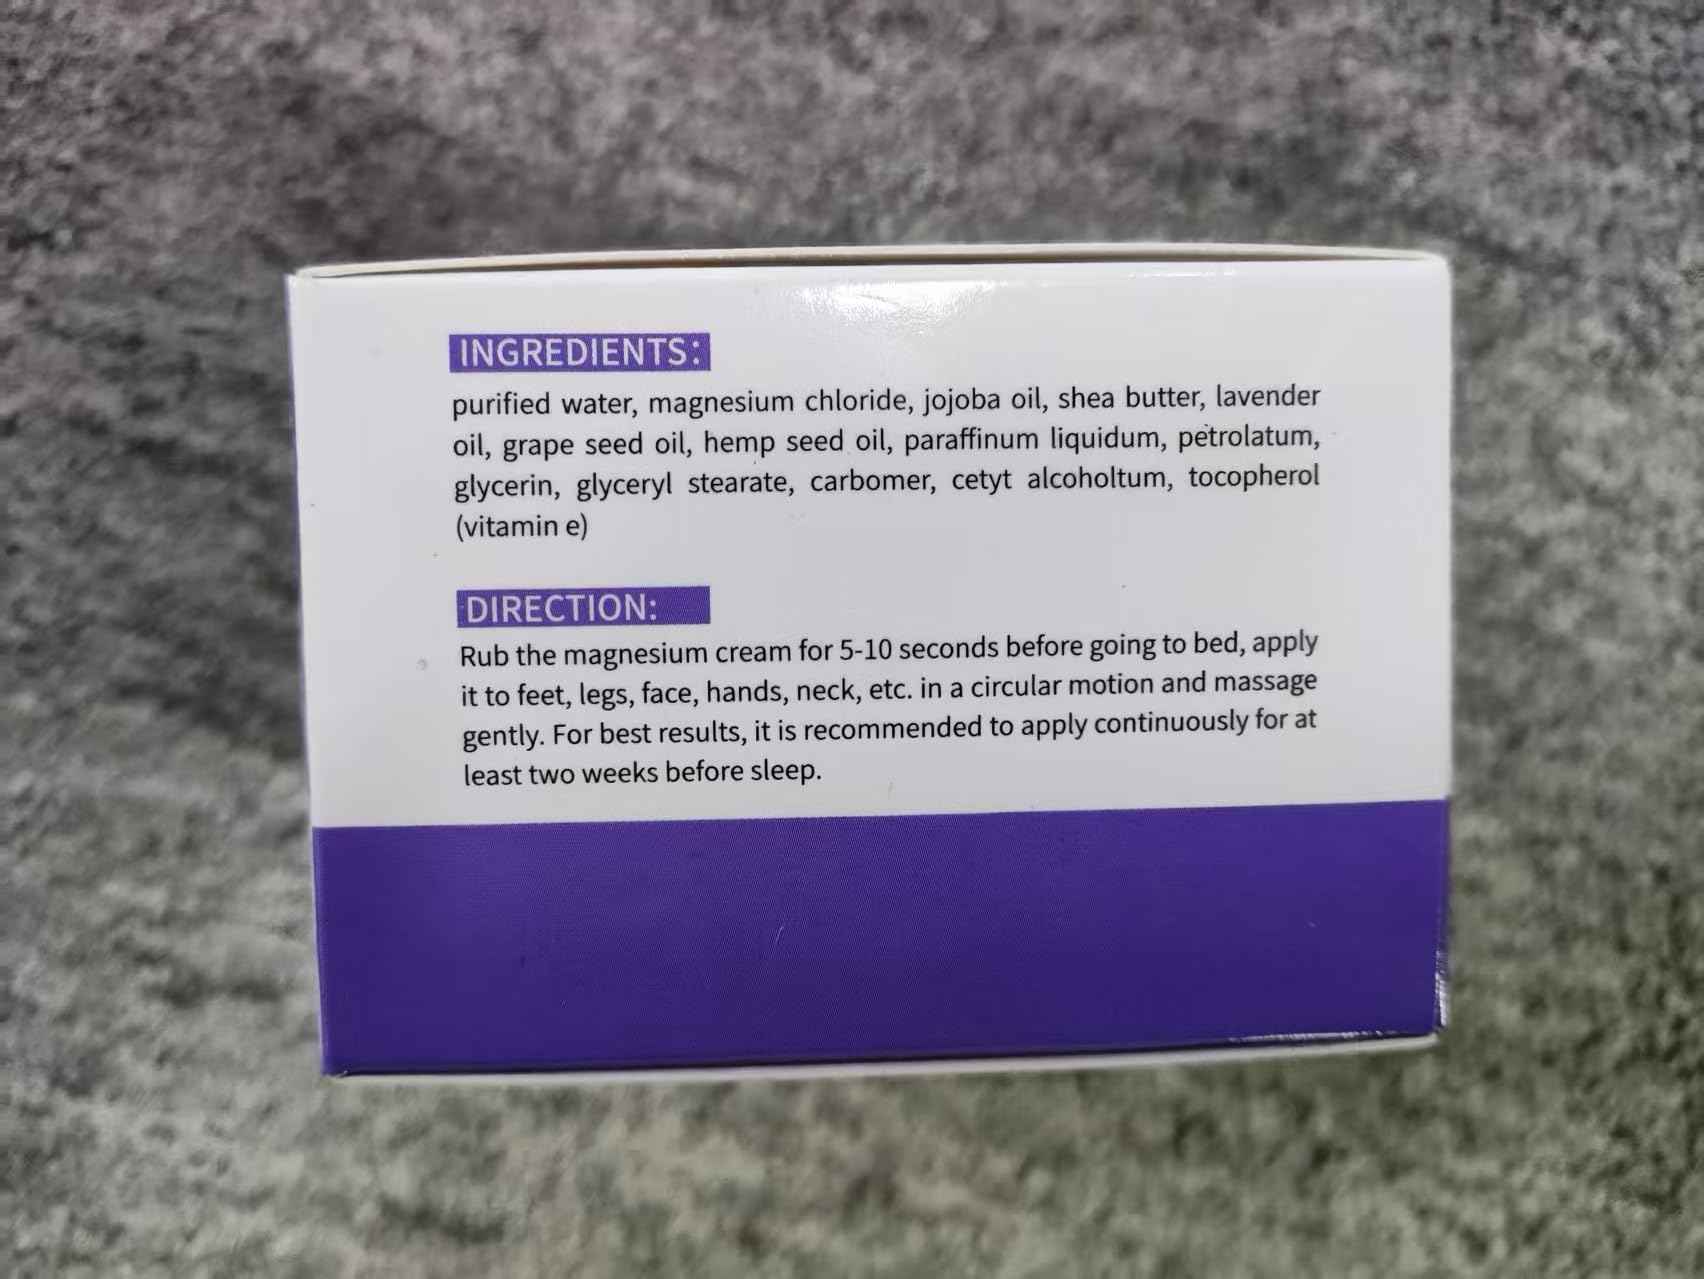 INGREDIENTS:
purified water, magnesium chloride, jojoba oil, shea butter, lavender
oil, grape seed oil, hemp seed oil, paraffinum liquidum, petrolatum,
glycerin, glyceryl stearate, carbomer, cetyt alcoholtum, tocopherol
(vitamin e)
DIRECTION:
Rub the magnesium cream for 5-10 seconds before going to bed, apply
it to feet, legs, face, hands, neck, etc. in a circular motion and massage
gently. For best results, it is recommended to apply continuously for at
least two weeks before sleep.